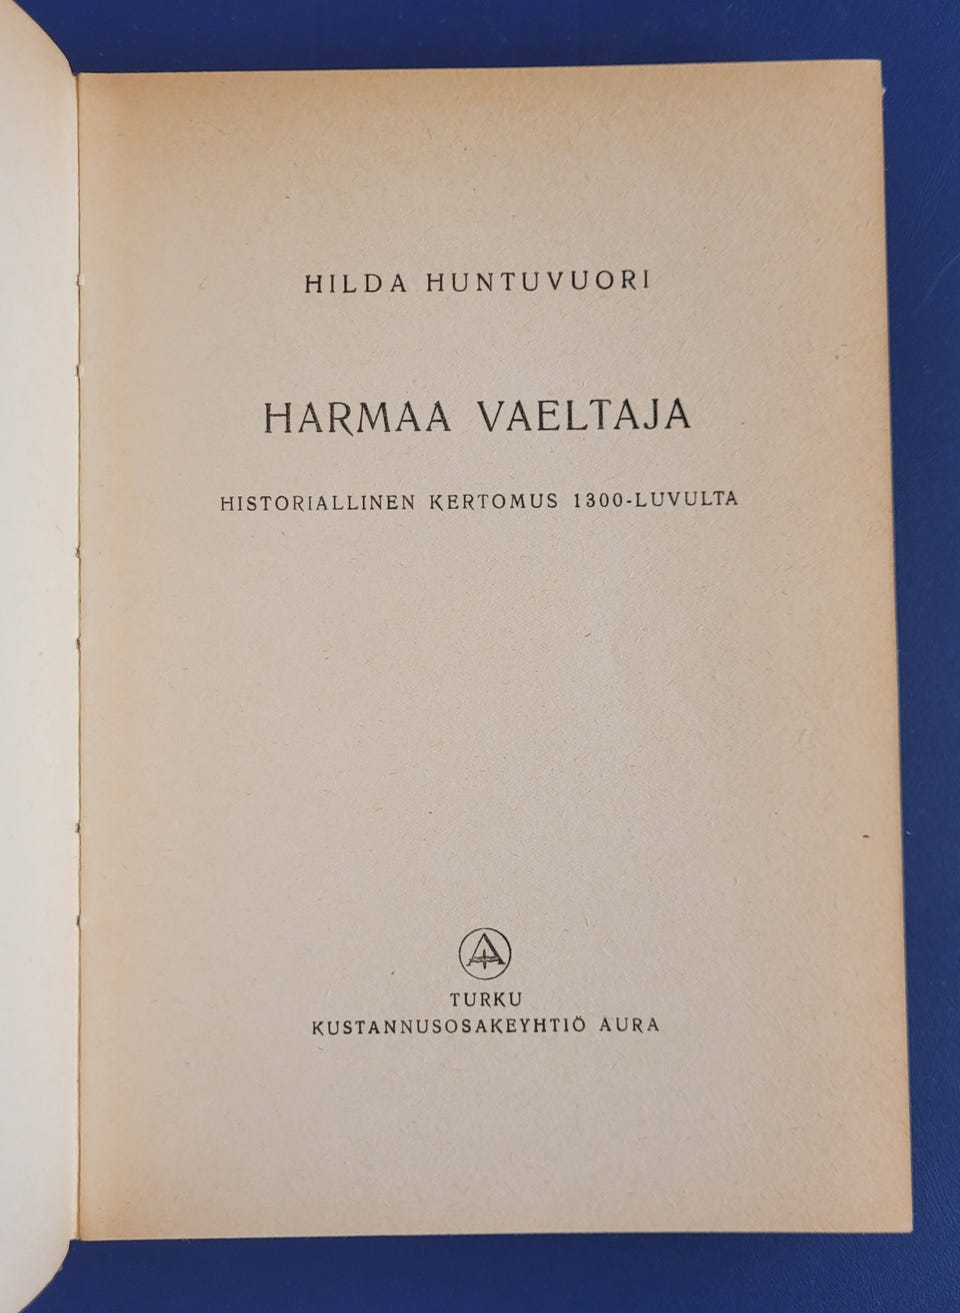 HILDA HUNTUVUORI
HARMAA VAELTAJA
HISTORIALLINEN KERTOMUS 1300-LUVULTA
A
TURKU
KUSTANNUSOSAKEYHTIÖ AURA